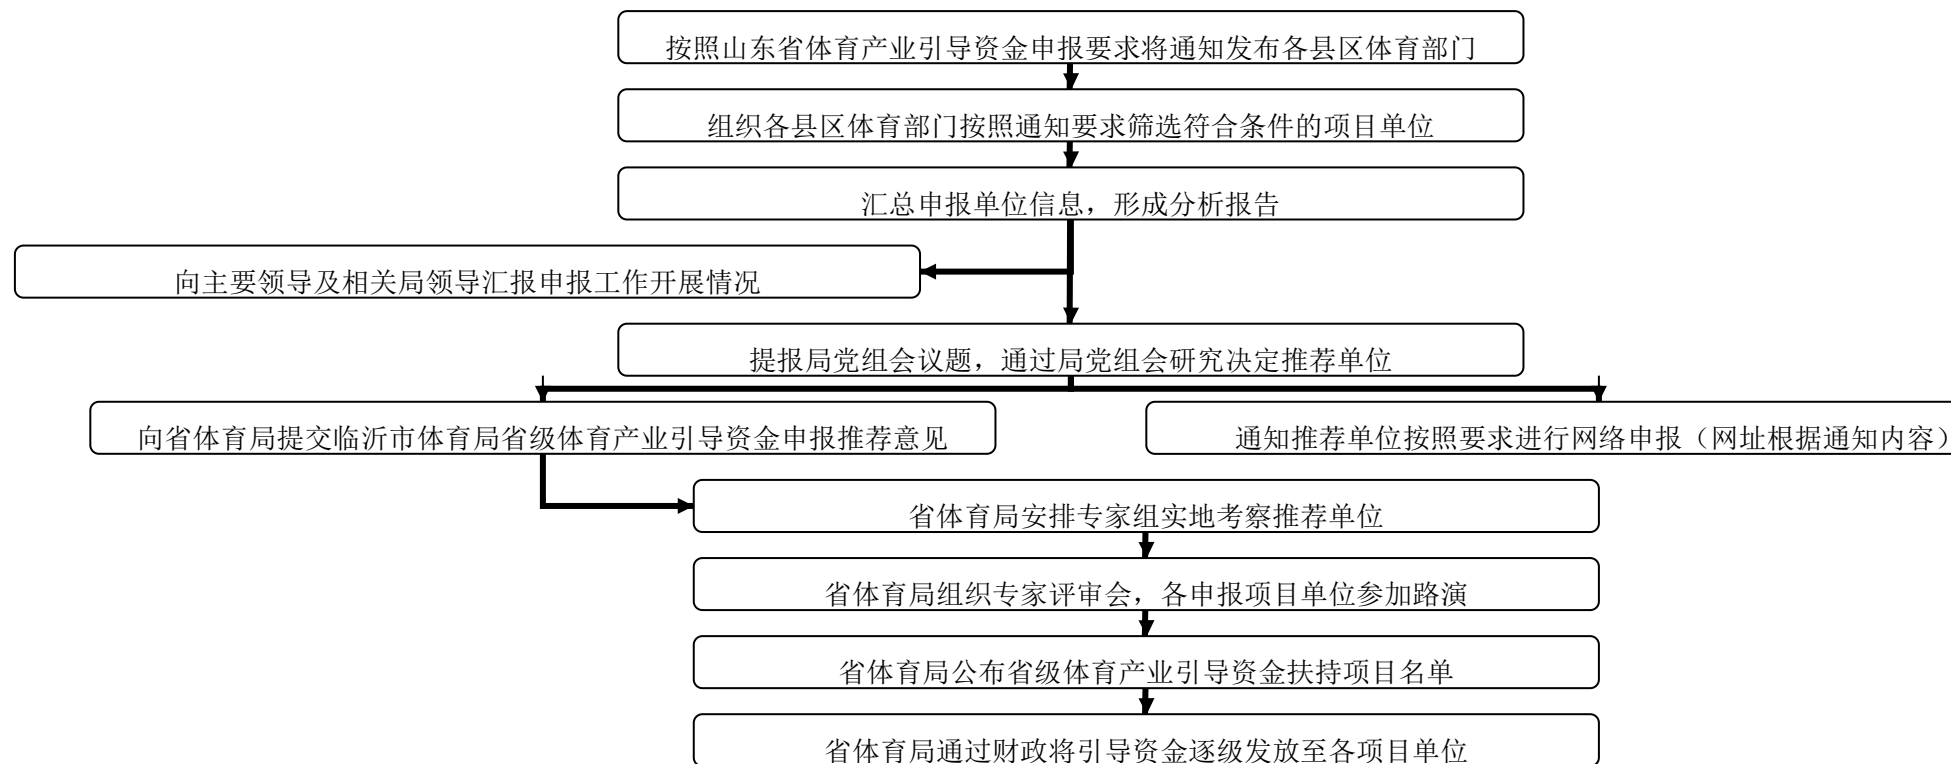 按照山东省体育产业引导资金申报要求将通知发布各县区体育部门
组织各县区体育部门按照通知要求筛选符合条件的项目单位
汇总申报单位信息，形成分析报告
向主要领导及相关局领导汇报申报工作开展情况
提报局党组会议题，通过局党组会研究决定推荐单位
向省体育局提交临沂市体育局省级体育产业引导资金申报推荐意见
通知推荐单位按照要求进行网络申报（网址根据通知内容）
省体育局安排专家组实地考察推荐单位
省体育局组织专家评审会，各申报项目单位参加路演
省体育局公布省级体育产业引导资金扶持项目名单
省体育局通过财政将引导资金逐级发放至各项目单位